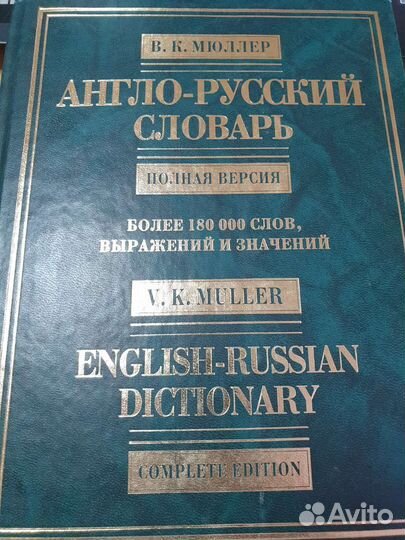 В. К. МЮЛЛЕР
АНГЛО-РУССКИЙ
СЛОВАРЬ
ПОЛНАЯ ВЕРСИЯ
БОЛЕЕ 180 000 СЛОВ,
ВЫРАЖЕНИЙ И ЗНАЧЕНИЙ
V. K. MULLER
ENGLISH-RUSSIAN
DICTIONARY
COMPLETE EDITION
Avito